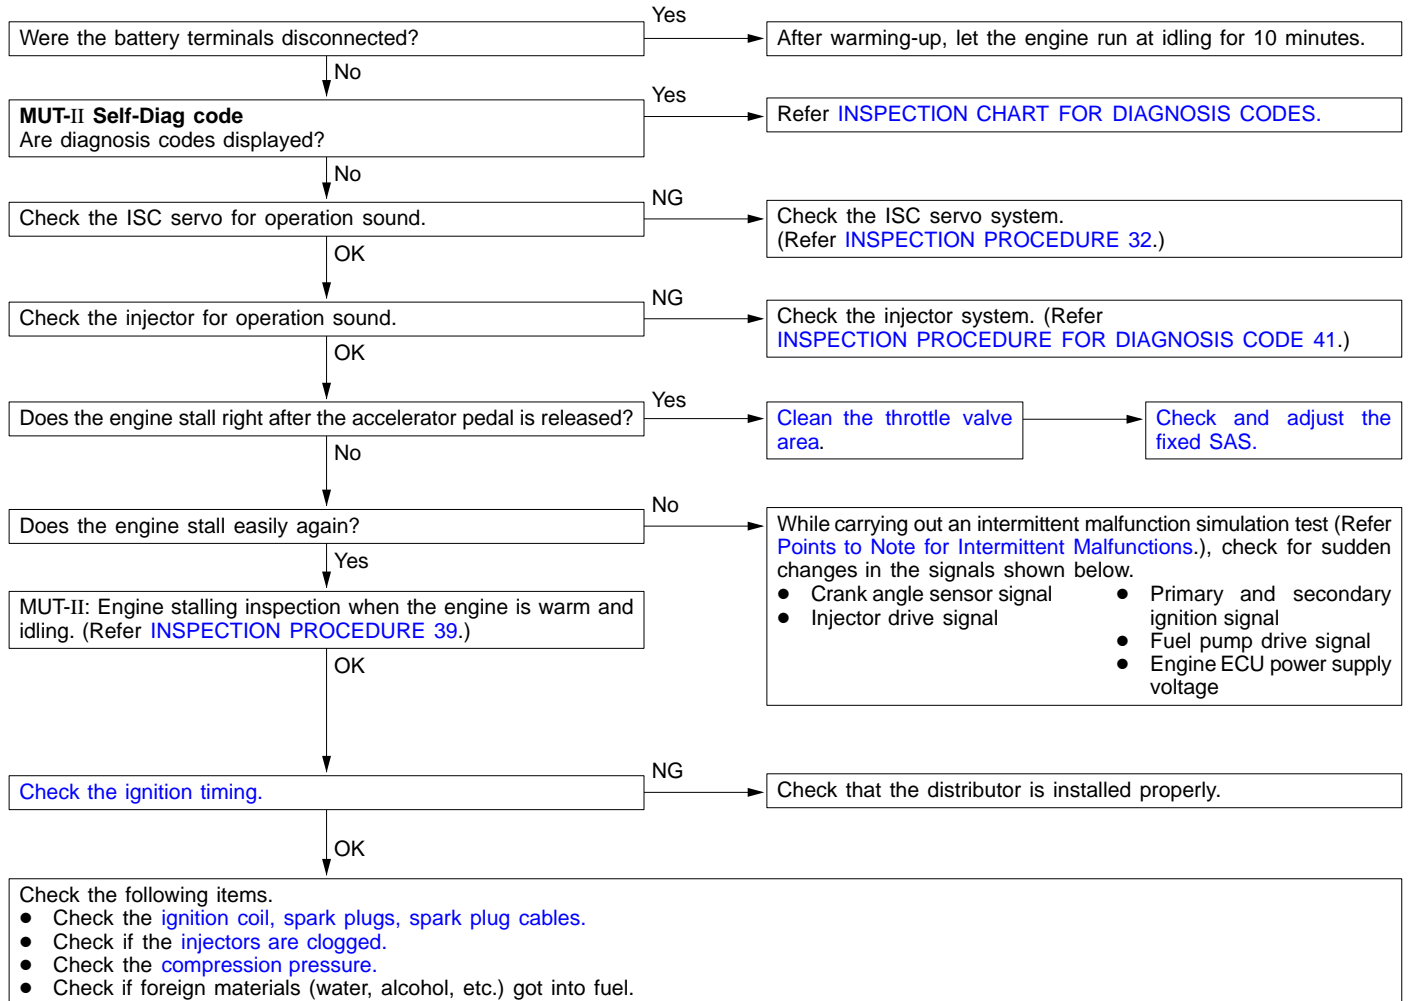 Were the battery terminals disconnected?
Yes
After warming-up, let the engine run at idling for 10 minutes.
No
MUT-II Self-Diag code
Are diagnosis codes displayed?
Yes
Refer INSPECTION CHART FOR DIAGNOSIS CODES.
No
Check the ISC servo for operation sound.
NG
Check the ISC servo system.
(Refer INSPECTION PROCEDURE 32.)
OK
Check the injector for operation sound.
NG
Check the injector system. (Refer
INSPECTION PROCEDURE FOR DIAGNOSIS CODE 41.)
OK
Does the engine stall right after the accelerator pedal is released?
Yes
Clean the throttle valve
area.
Check and adjust the
fixed SAS.
No
Does the engine stall easily again?
No
While carrying out an intermittent malfunction simulation test (Refer
Points to Note for Intermittent Malfunctions.), check for sudden
changes in the signals shown below.
● Crank angle sensor signal
● Injector drive signal
● Primary and secondary
ignition signal
● Fuel pump drive signal
● Engine ECU power supply
voltage
Yes
MUT-II: Engine stalling inspection when the engine is warm and
idling. (Refer INSPECTION PROCEDURE 39.)
OK
Check the ignition timing.
NG
Check that the distributor is installed properly.
OK
Check the following items.
● Check the ignition coil, spark plugs, spark plug cables.
● Check if the injectors are clogged.
● Check the compression pressure.
● Check if foreign materials (water, alcohol, etc.) got into fuel.